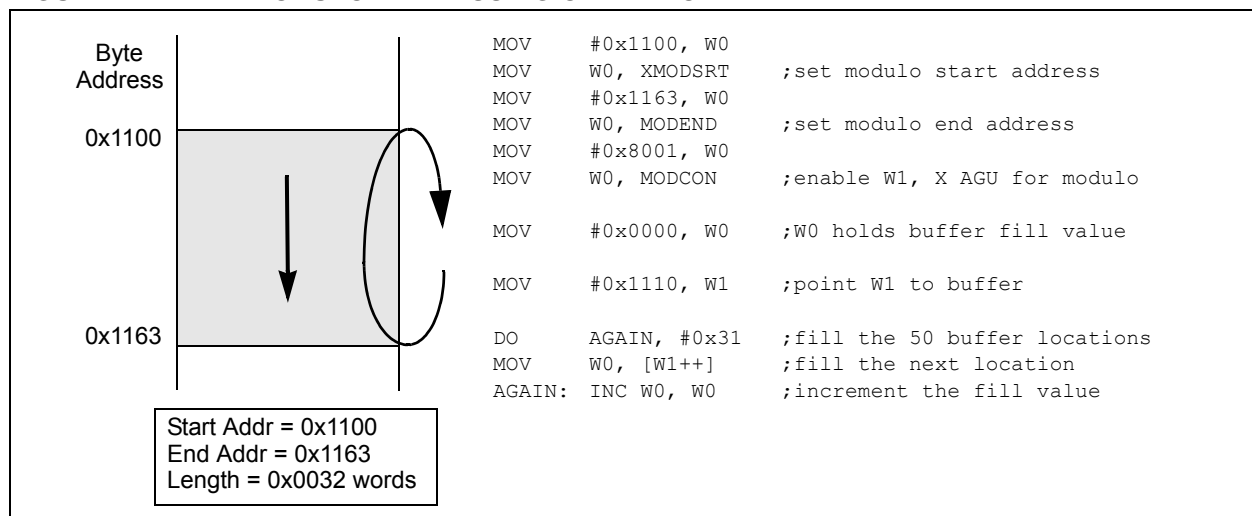 Byte
Address
0x1100
0x1163
Start Addr = 0x1100
End Addr = 0x1163
Length = 0x0032 words
MOV #0x1100, W0
MOV W0, XMODSRT ;set modulo start address
MOV #0x1163, W0
MOV W0, MODEND ;set modulo end address
MOV #0x8001, W0
MOV W0, MODCON ;enable W1, X AGU for modulo
MOV #0x0000, W0 ;W0 holds buffer fill value
MOV #0x1110, W1 ;point W1 to buffer
DO AGAIN, #0x31 ;fill the 50 buffer locations
MOV W0, [W1++] ;fill the next location
AGAIN: INC W0, W0 ;increment the fill value